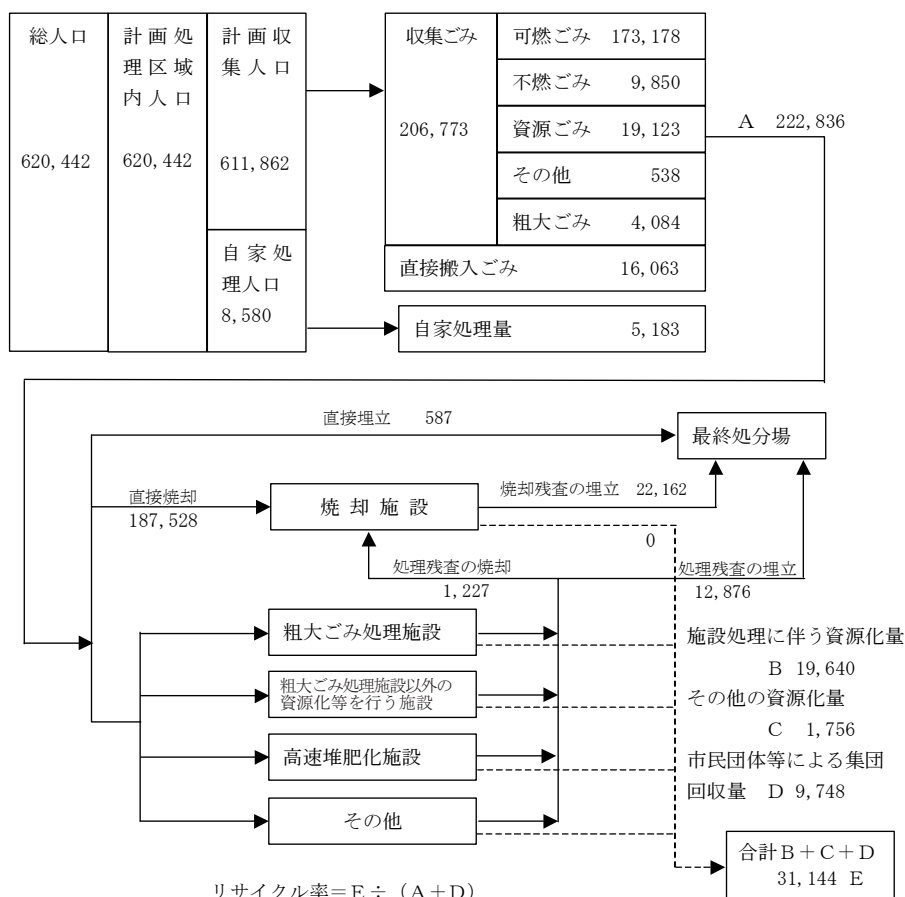 総人口
620,442
計画処
理区域
内人口
620,442
計画収
集人口
611,862
自家処
理人口
8,580
収集ごみ
206,773
可燃ごみ 173,178
不燃ごみ 9,850
資源ごみ 19,123
その他 538
粗大ごみ 4,084
直接搬入ごみ 16,063
自家処理量 5,183
A 222,836
直接埋立 587
最終処分場
直接焼却
187,528
焼却施設
焼却残査の埋立 22,162
0
処理残査の焼却
1,227
処理残査の埋立
12,876
粗大ごみ処理施設
粗大ごみ処理施設以外の
資源化等を行う施設
高速堆肥化施設
その他
施設処理に伴う資源化量
B 19,640
その他の資源化量
C 1,756
市民団体等による集団
回収量 D 9,748
合計B+C+D
31,144 E
リサイクル率=E÷(A+D)